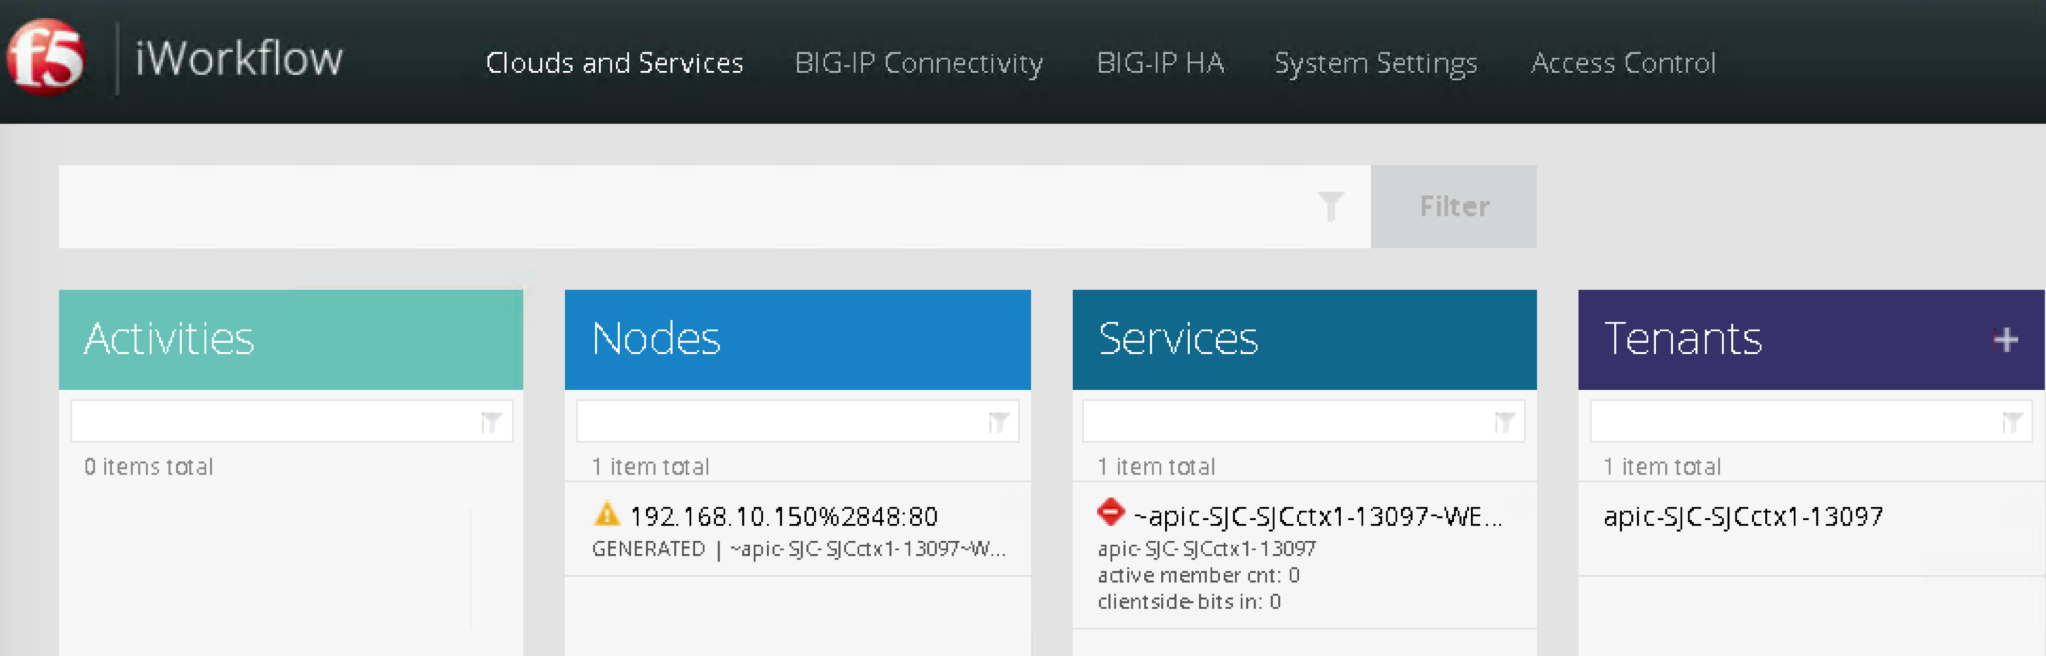 f5
iWorkflow
Clouds and Services
BIG-IP Connectivity
BIG-IP HA
System Settings
Access Control
Filter
Activities
0 items total
Nodes
1 item total
192.168.10.150%2848:80
GENERATED | ~apic-SJC-SJCctx1-13097~W...
Services
1 item total
~apic-SJC-SJCctx1-13097~WE...
apic-SJC-SJCctx1-13097
active member cnt: 0
clientside-bits in: 0
Tenants +
1 item total
apic-SJC-SJCctx1-13097